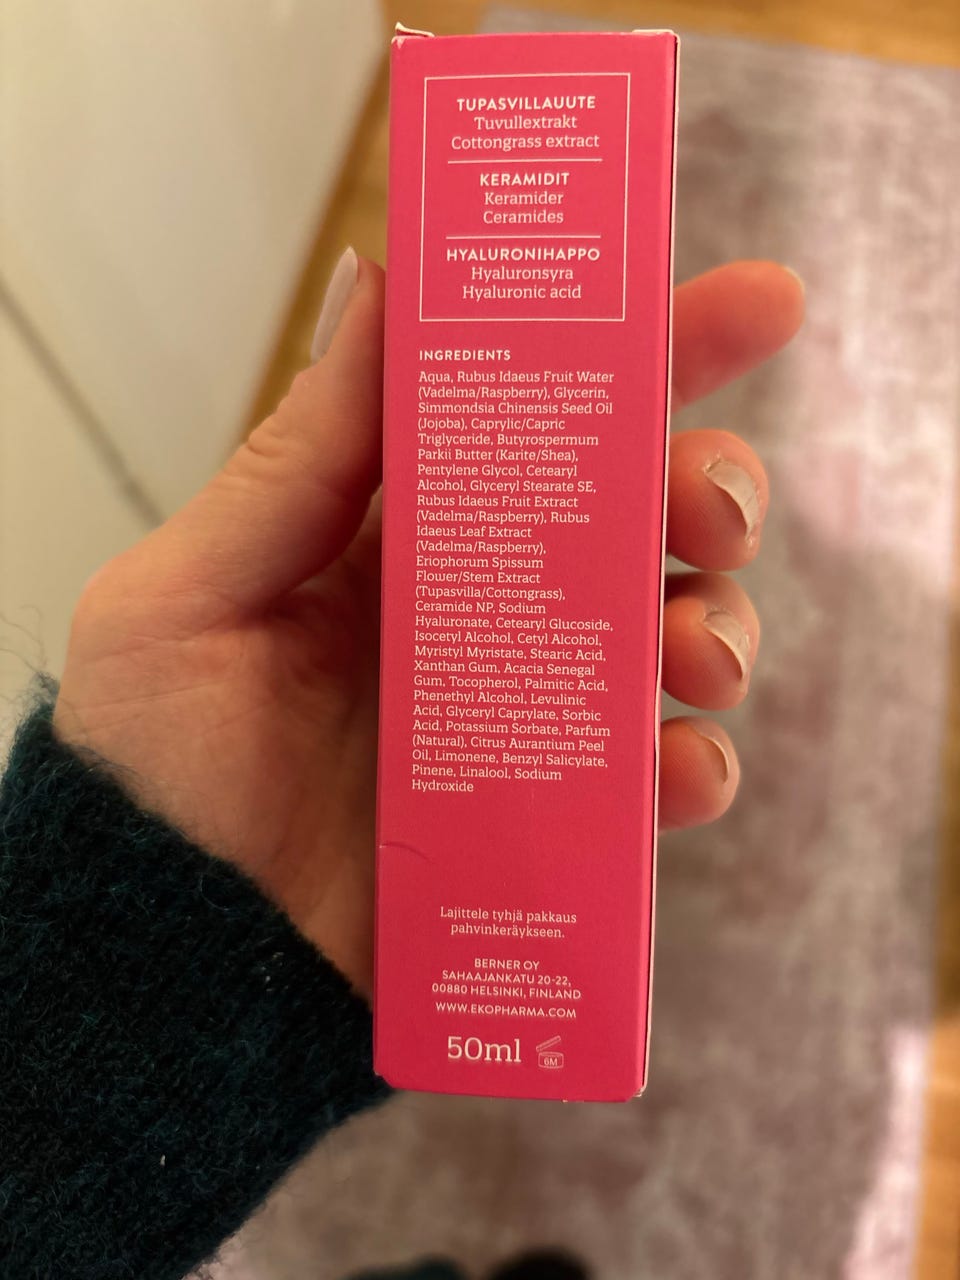 TUPASVILLAUUTE
Tuvullextrakt
Cottongrass extract
KERAMIDIT
Keramider
Ceramides
HYALURONIHAPPO
Hyaluronsyra
Hyaluronic acid
INGREDIENTS
Aqua, Rubus Idaeus Fruit Water
(Vadelma/Raspberry), Glycerin,
Simmondsia Chinensis Seed Oil
(Jojoba), Caprylic/Capric
Triglyceride, Butyrospermum
Parkii Butter (Karite/Shea),
Pentylene Glycol, Cetearyl
Alcohol, Glyceryl Stearate SE,
Rubus Idaeus Fruit Extract
(Vadelma/Raspberry), Rubus
Idaeus Leaf Extract
(Vadelma/Raspberry),
Eriophorum Spissum
Flower/Stem Extract
(Tupasvilla/Cottongrass),
Ceramide NP, Sodium
Hyaluronate, Cetearyl Glucoside,
Isocetyl Alcohol, Cetyl Alcohol,
Myristyl Myristate, Stearic Acid,
Xanthan Gum, Acacia Senegal
Gum, Tocopherol, Palmitic Acid,
Phenethyl Alcohol, Levulinic
Acid, Glyceryl Caprylate, Sorbic
Acid, Potassium Sorbate, Parfum
(Natural), Citrus Aurantium Peel
Oil, Limonene, Benzyl Salicylate,
Pinene, Linalool, Sodium
Hydroxide
Lajittele tyhjä pakkaus
pahvinkeräykseen.
BERNER OY
SAHAAJANKATU 20-22,
00880 HELSINKI, FINLAND
WWW.EKOPHARMA.COM
50ml 6M